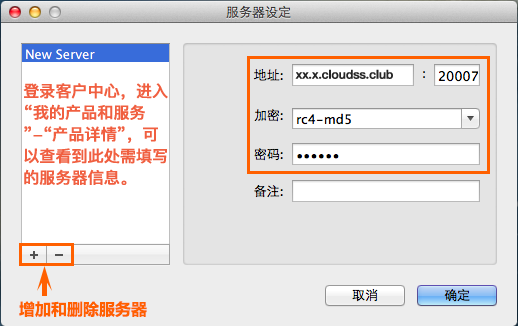 服务器设定
New Server
登录客户中心，进入
“我的产品和服务
”–“产品详情”，可
以查看到此处需填写
的服务器信息。
地址: xx.x.cloudss.club : 20007
加密: rc4-md5
密码: ••••••
备注:
+ −
增加和删除服务器
取消 确定